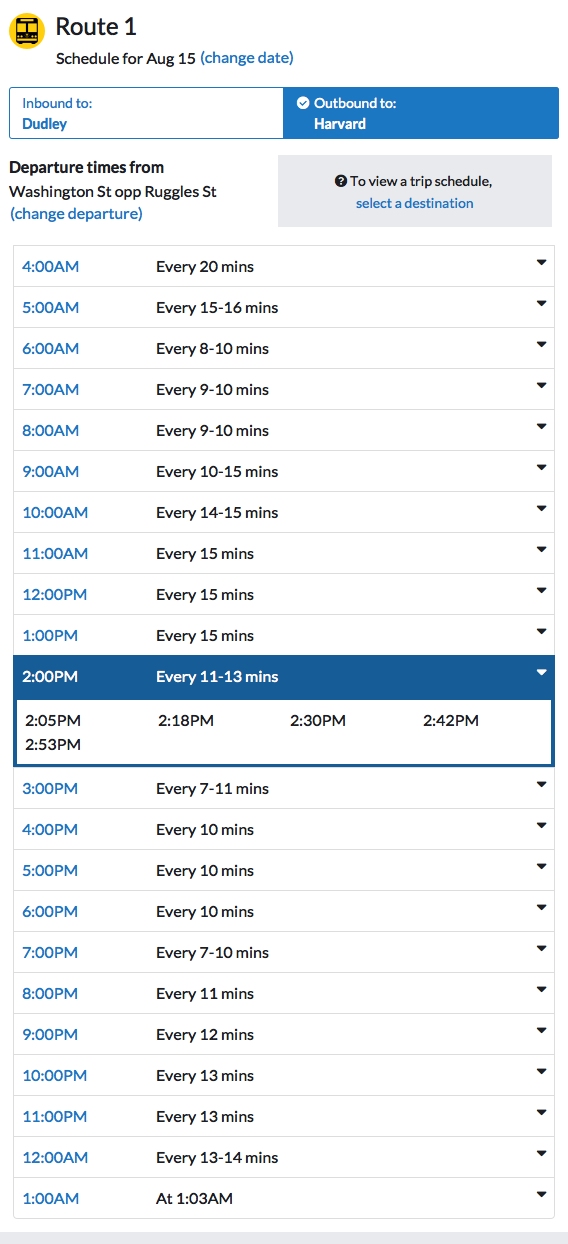 Route 1
Schedule for Aug 15 (change date)
Inbound to:
Dudley
Outbound to:
Harvard
Departure times from
Washington St opp Ruggles St
(change departure)
To view a trip schedule,
select a destination
4:00AM Every 20 mins
5:00AM Every 15-16 mins
6:00AM Every 8-10 mins
7:00AM Every 9-10 mins
8:00AM Every 9-10 mins
9:00AM Every 10-15 mins
10:00AM Every 14-15 mins
11:00AM Every 15 mins
12:00PM Every 15 mins
1:00PM Every 15 mins
2:00PM Every 11-13 mins
2:05PM 2:18PM 2:30PM 2:42PM
2:53PM
3:00PM Every 7-11 mins
4:00PM Every 10 mins
5:00PM Every 10 mins
6:00PM Every 10 mins
7:00PM Every 7-10 mins
8:00PM Every 11 mins
9:00PM Every 12 mins
10:00PM Every 13 mins
11:00PM Every 13 mins
12:00AM Every 13-14 mins
1:00AM At 1:03AM